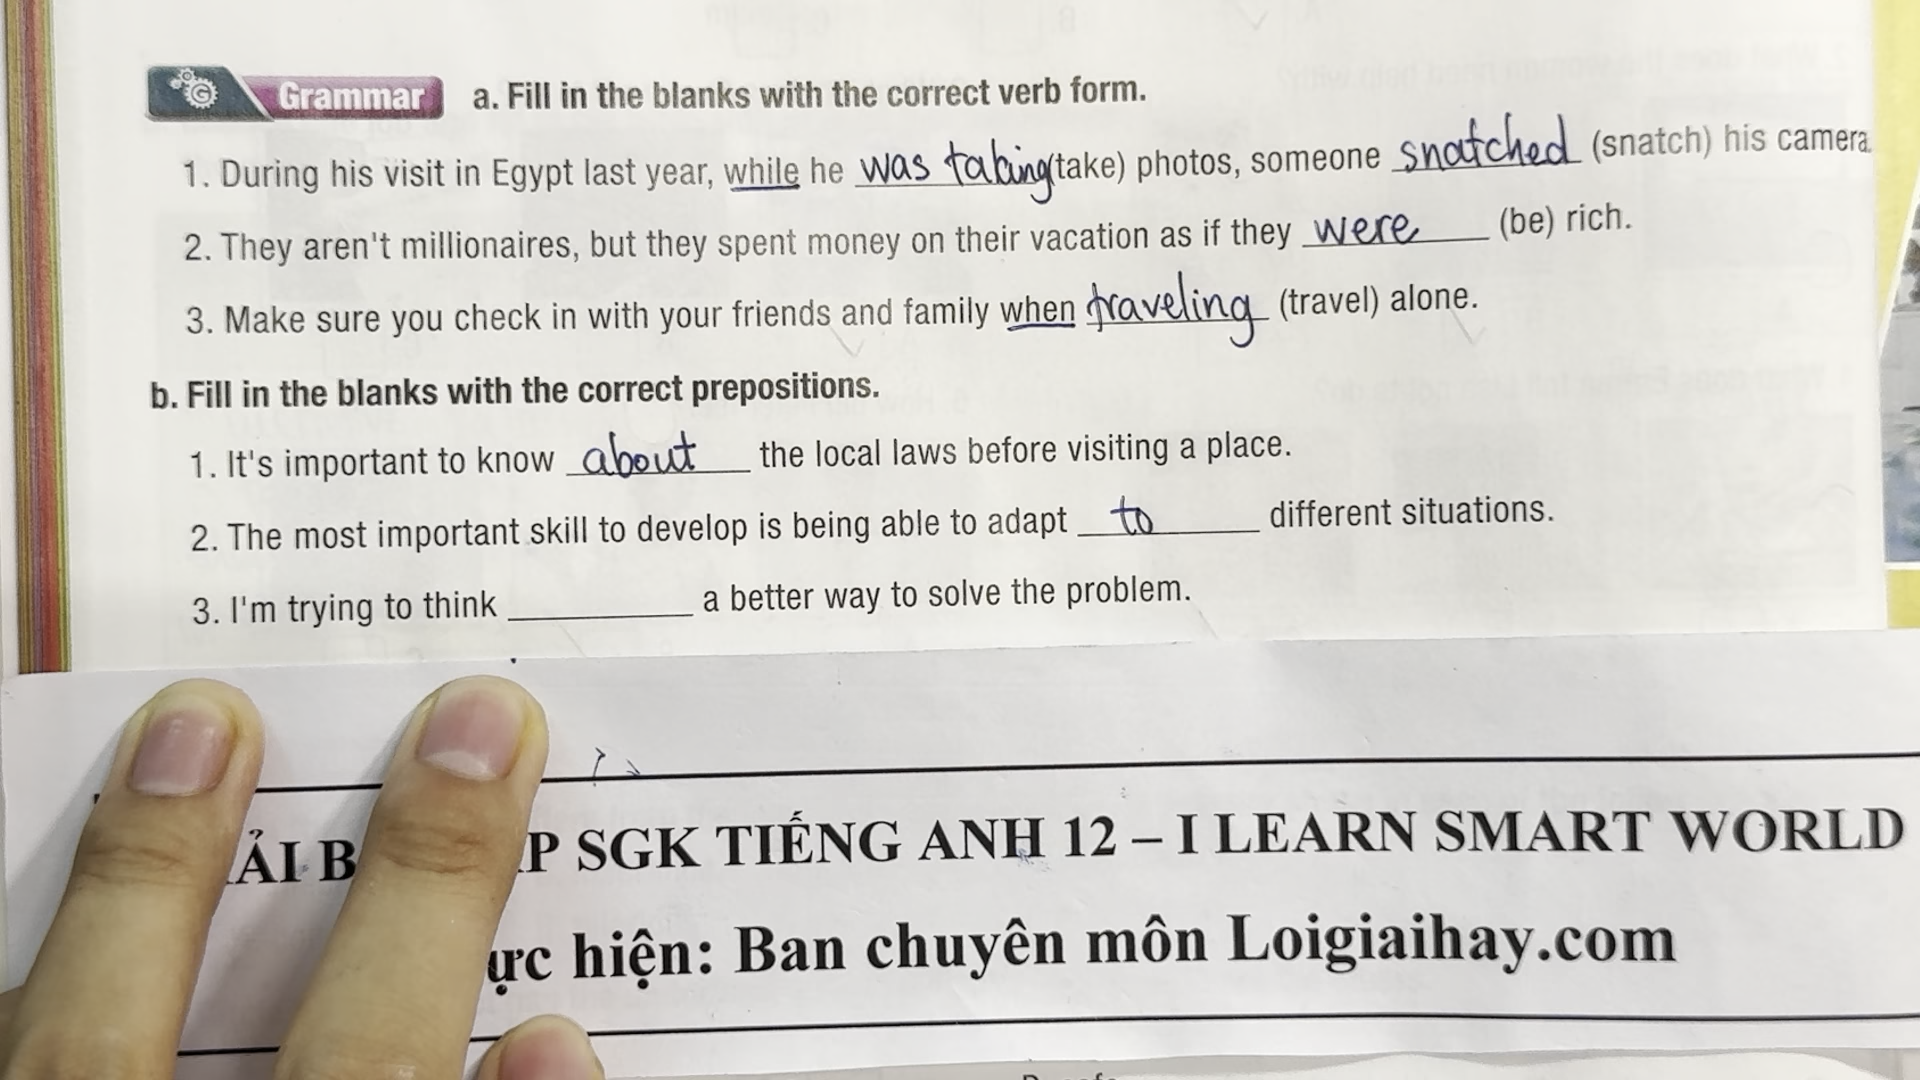 Grammar a. Fill in the blanks with the correct verb form.
1. During his visit in Egypt last year, while he was taking (take) photos, someone snatched (snatch) his camera.
2. They aren't millionaires, but they spent money on their vacation as if they were (be) rich.
3. Make sure you check in with your friends and family when traveling (travel) alone.
b. Fill in the blanks with the correct prepositions.
1. It's important to know about the local laws before visiting a place.
2. The most important skill to develop is being able to adapt to different situations.
3. I'm trying to think __________ a better way to solve the problem.
ẢI B P SGK TIẾNG ANH 12 – I LEARN SMART WORLD
ực hiện: Ban chuyên môn Loigiaihay.com